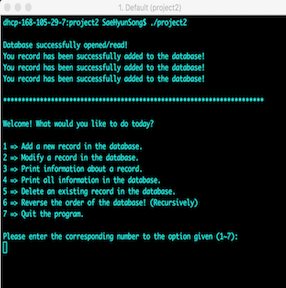 1. Default (project2)
dhcp-168-105-29-7:project2 SaeHyunSong$ ./project2
Database successfully opened/read!
You record has been successfully added to the database!
You record has been successfully added to the database!
You record has been successfully added to the database!
****************************************************************
Welcome! What would you like to do today?
1 => Add a new record in the database.
2 => Modify a record in the database.
3 => Print information about a record.
4 => Print all information in the database.
5 => Delete an existing record in the database.
6 => Reverse the order of the database! (Recursively)
7 => Quit the program.
Please enter the corresponding number to the option given (1~7):